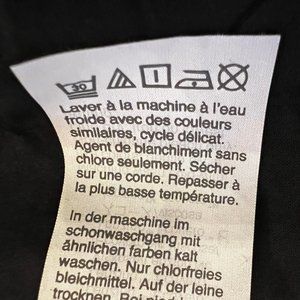 30
Laver à la machine à l'eau
froide avec des couleurs
similaires, cycle délicat.
Agent de blanchiment sans
chlore seulement. Sécher
sur une corde. Repasser à
la plus basse température.
In der maschine im
schonwaschgang mit
ähnlichen farben kalt
waschen. Nur chlorfreies
bleichmittel. Auf der leine
trocknen. Bei